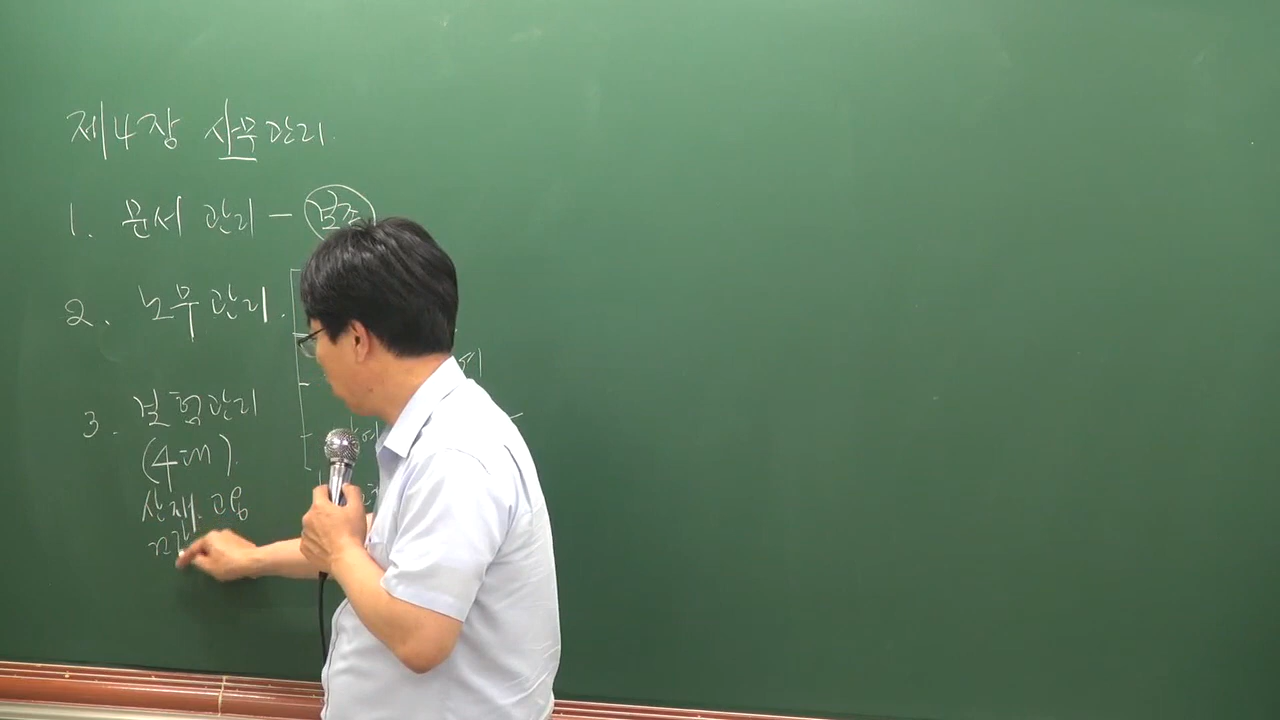 제4장 사무관리.
1. 문서 관리 - 보존
2. 노무관리.
3. 보험관리
(4대).
산재. 고용